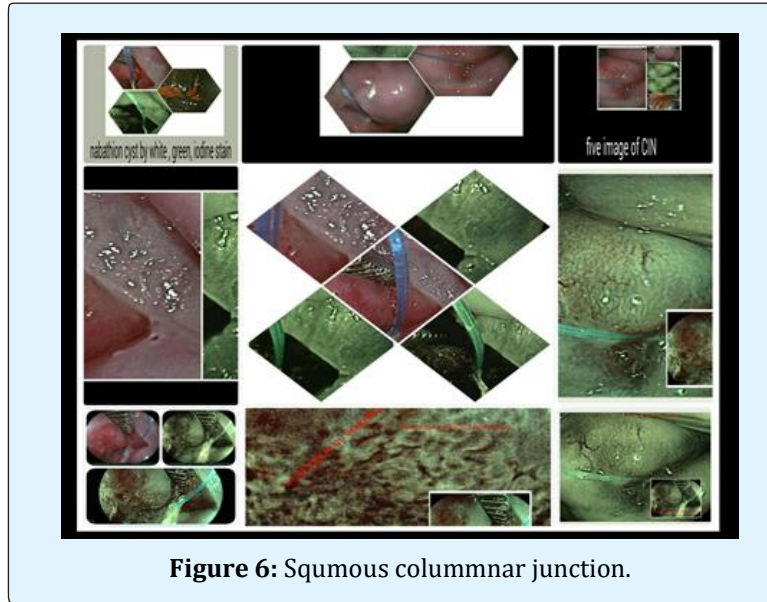 nabathion cyst by white , green, iodine stain
five image of CIN
Figure 6: Squmous colummnar junction.